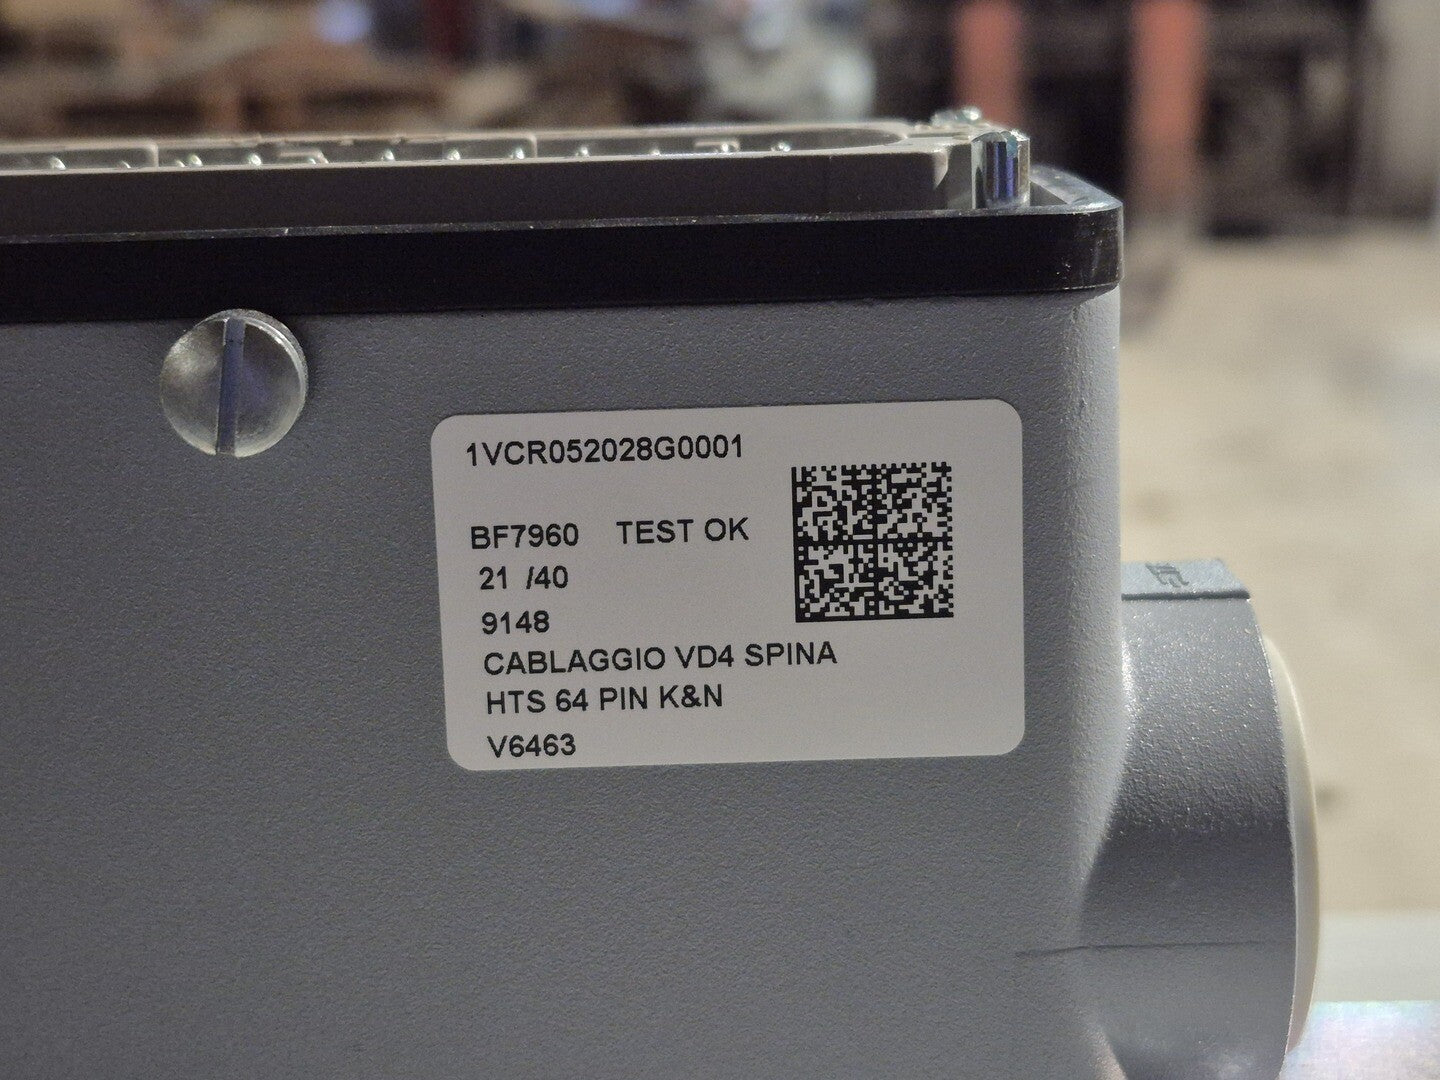 1VCR052028G0001
BF7960 TEST OK
21 /40
9148
CABLAGGIO VD4 SPINA
HTS 64 PIN K&N
V6463